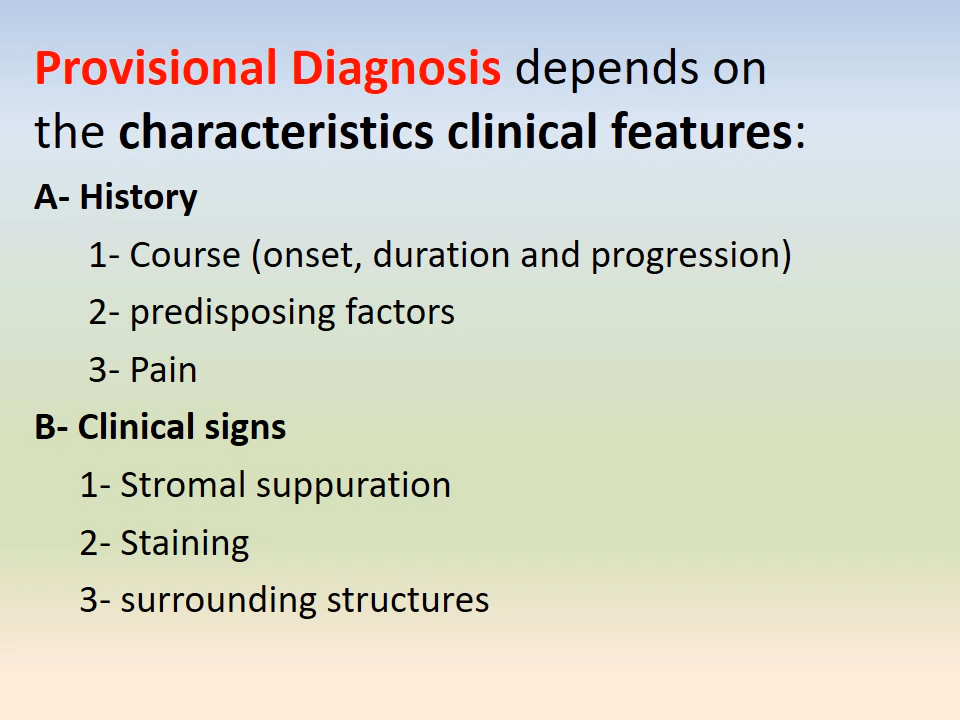 Provisional Diagnosis depends on
the characteristics clinical features:
A- History
1- Course (onset, duration and progression)
2- predisposing factors
3- Pain
B- Clinical signs
1- Stromal suppuration
2- Staining
3- surrounding structures